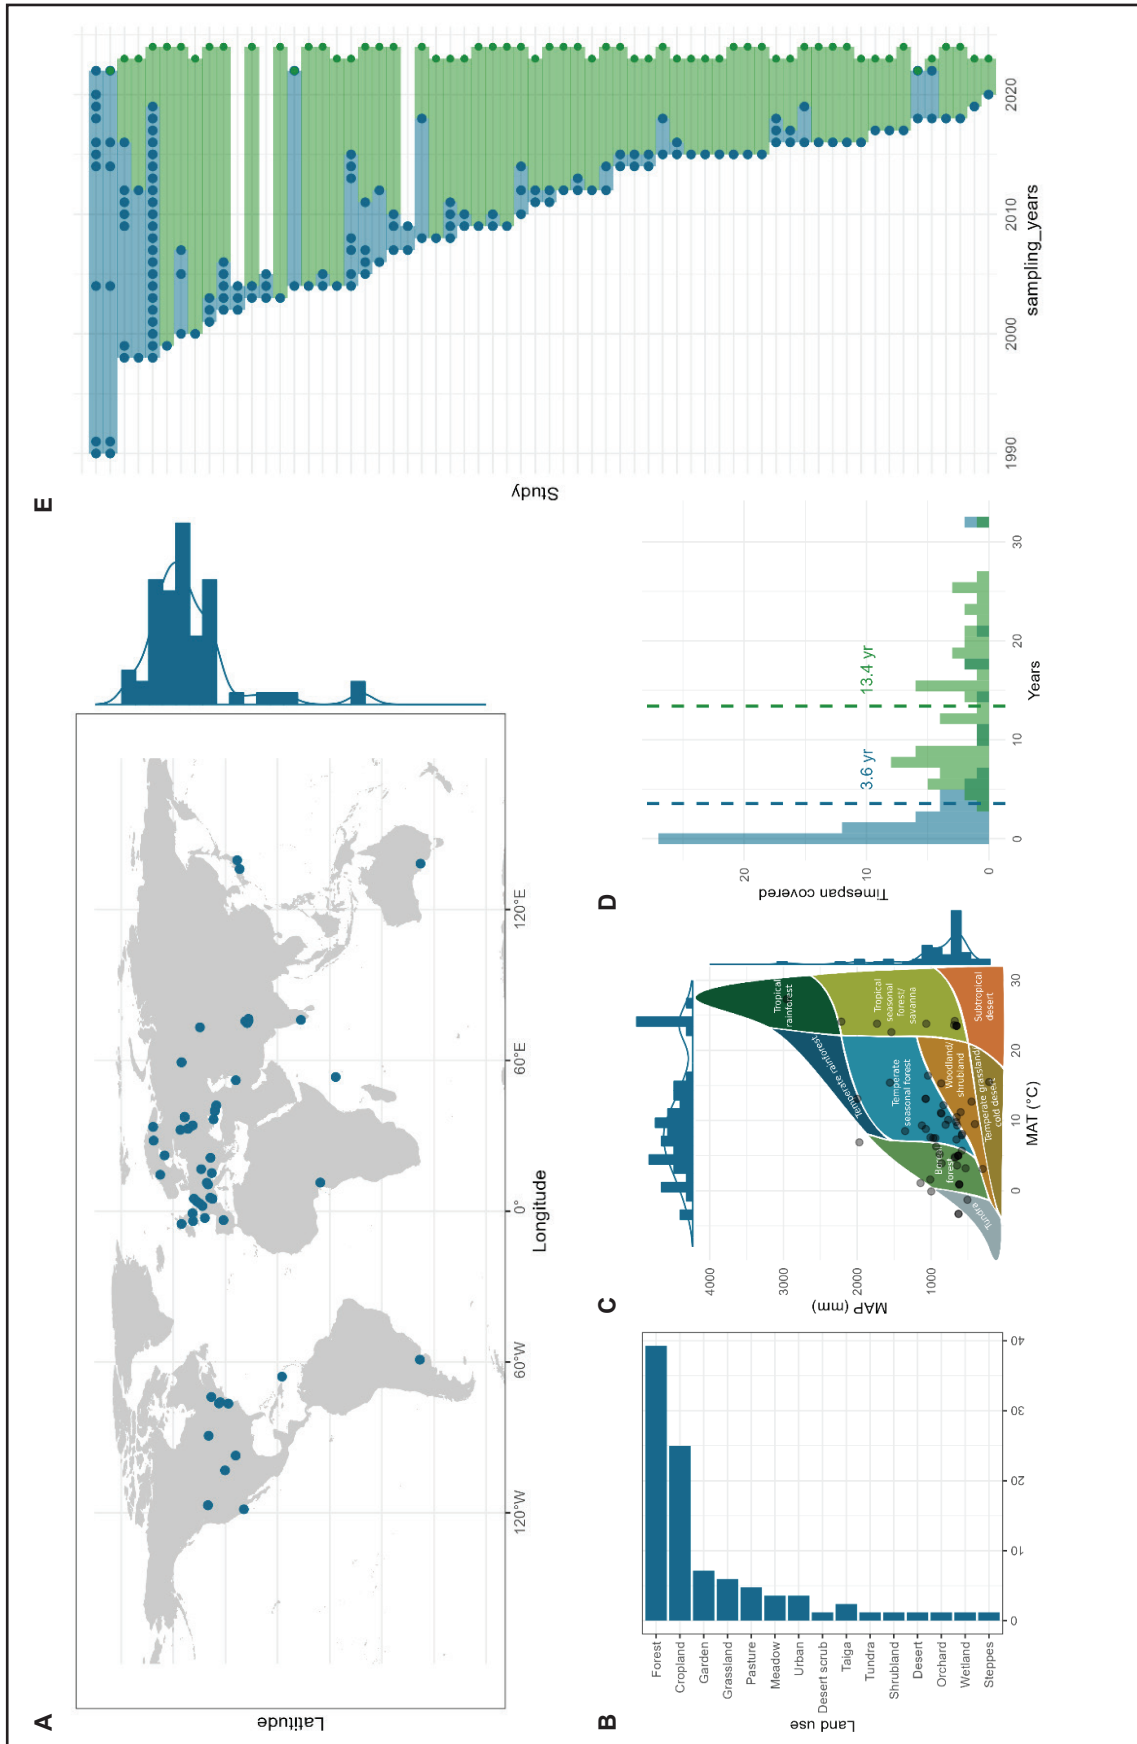 A
Latitude
120°W
60°W
0°
60°E
120°E
Longitude
B
Land use
Forest
Cropland
Garden
Grassland
Pasture
Meadow
Urban
Desert scrub
Taiga
Tundra
Shrubland
Desert
Orchard
Wetland
Steppes
0
10
20
30
40
C
MAP (mm)
4000
3000
2000
1000
Tropical
rainforest
Temperate rainforest
Tropical
seasonal
forest/
savanna
Temperate
seasonal forest
Woodland/
shrubland
Subtropical
desert
Temperate grassland/
cold desert
Boreal
forest
Tundra
0
10
20
30
MAT (°C)
D
Timespan covered
20
10
0
3.6 yr
13.4 yr
0
10
20
30
Years
E
Study
1990
2000
2010
2020
sampling_years